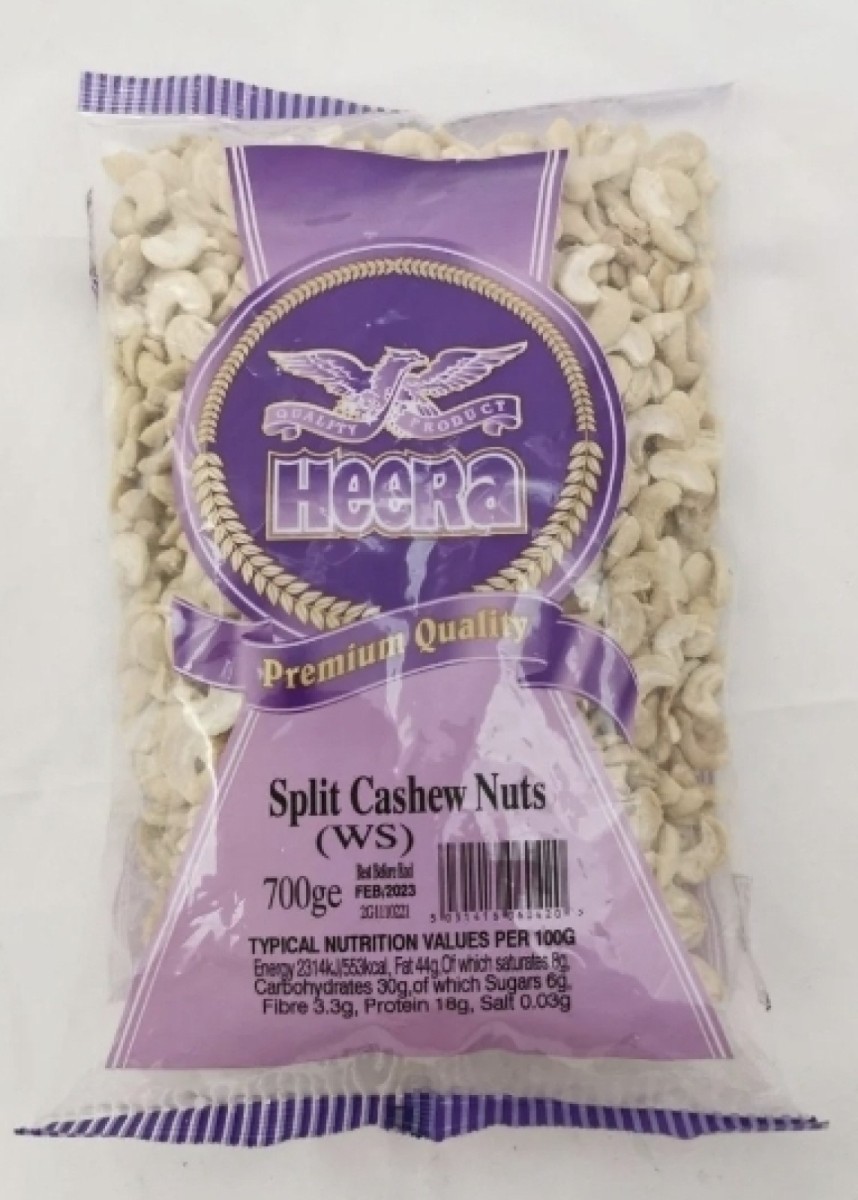 QUALITY PRODUCT
HEERA
Premium Quality
Split Cashew Nuts
(WS)
700ge
Best Before End
FEB/2023
TYPICAL NUTRITION VALUES PER 100G
Energy 2314kJ/553kcal, Fat 44g,Of which saturates 8g,
Carbohydrates 30g,of which Sugars 6g,
Fibre 3.3g, Protein 18g, Salt 0.03g